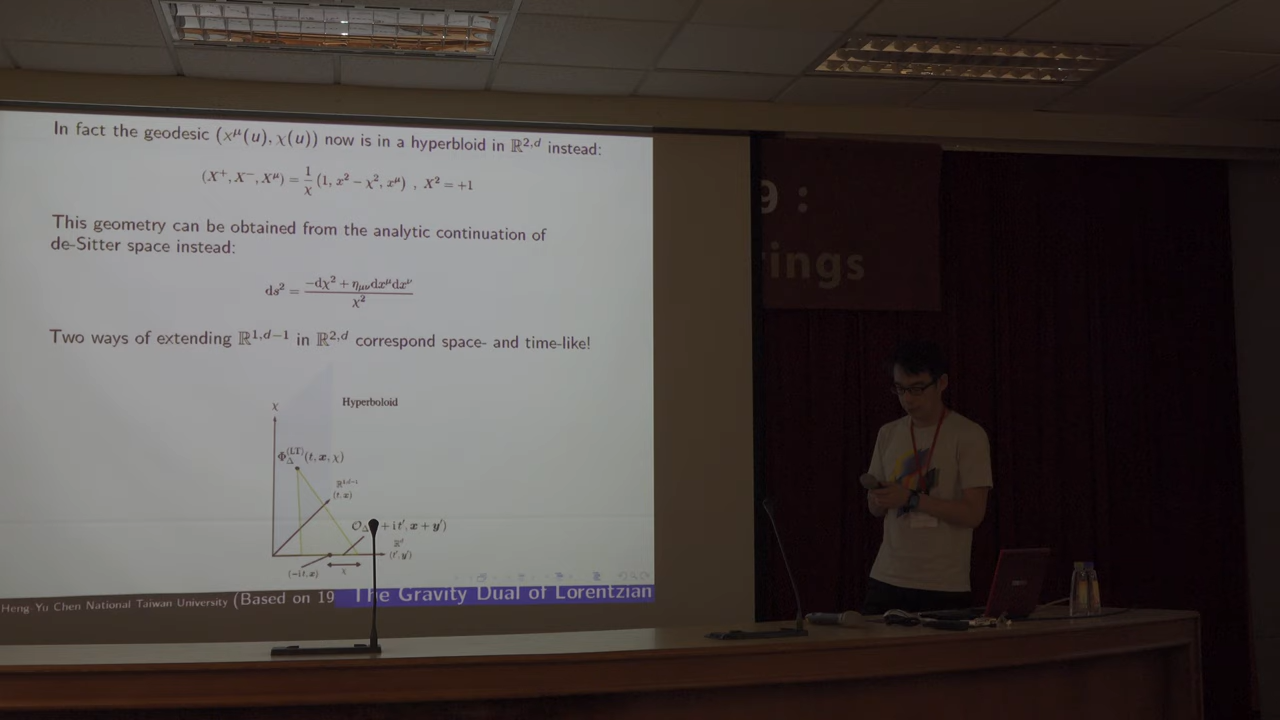 In fact the geodesic (x^μ(u), χ(u)) now is in a hyperbloid in ℝ^{2,d} instead:
(X^+, X^-, X^μ) = 1/χ (1, x^2 − χ^2, x^μ) , X^2 = +1
This geometry can be obtained from the analytic continuation of
de-Sitter space instead:
ds^2 = (−dχ^2 + η_{μν}dx^μdx^ν)/χ^2
Two ways of extending ℝ^{1,d−1} in ℝ^{2,d} correspond space- and time-like!
χ
Hyperboloid
Φ_Δ^{(LT)}(t, x, χ)
ℝ^{1,d−1}
(t, x)
O_Δ + i t′, x + y′)
ℝ^d
(t′, y′)
(−i t, x)
χ
Heng-Yu Chen National Taiwan University (Based on 19
The Gravity Dual of Lorentzian
9 :
rings